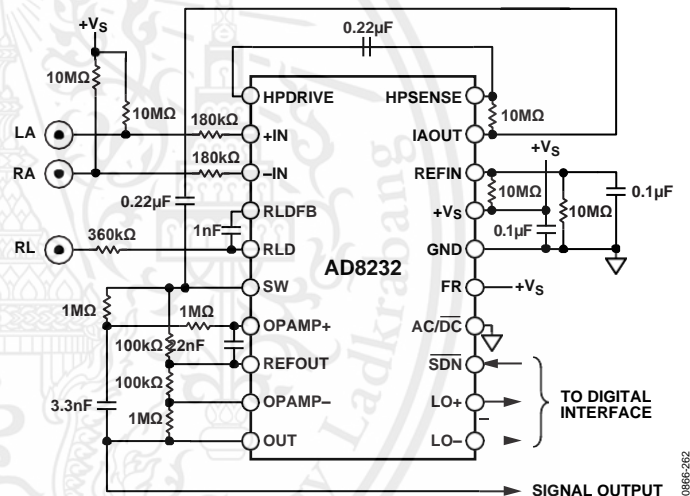 0.22µF
+VS
10MΩ
10MΩ
HPDRIVE
HPSENSE
10MΩ
LA
180kΩ
+IN
IAOUT
+VS
RA
180kΩ
–IN
REFIN
0.22µF
10MΩ
0.1µF
RLDFB
+VS
10MΩ
1nF
0.1µF
RL
360kΩ
RLD
GND
AD8232
SW
FR
+VS
1MΩ
1MΩ
OPAMP+
AC/DC
100kΩ
22nF
REFOUT
SDN
100kΩ
TO DIGITAL
INTERFACE
3.3nF
OPAMP–
LO+
1MΩ
OUT
LO–
SIGNAL OUTPUT
0866-262
Ladkrabang